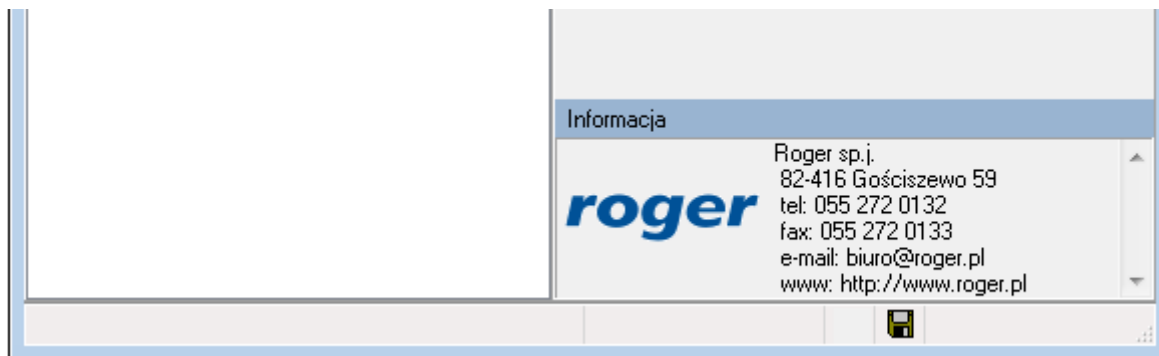 Informacja
roger
Roger sp.j.
82-416 Gościszewo 59
tel: 055 272 0132
fax: 055 272 0133
e-mail: biuro@roger.pl
www: http://www.roger.pl